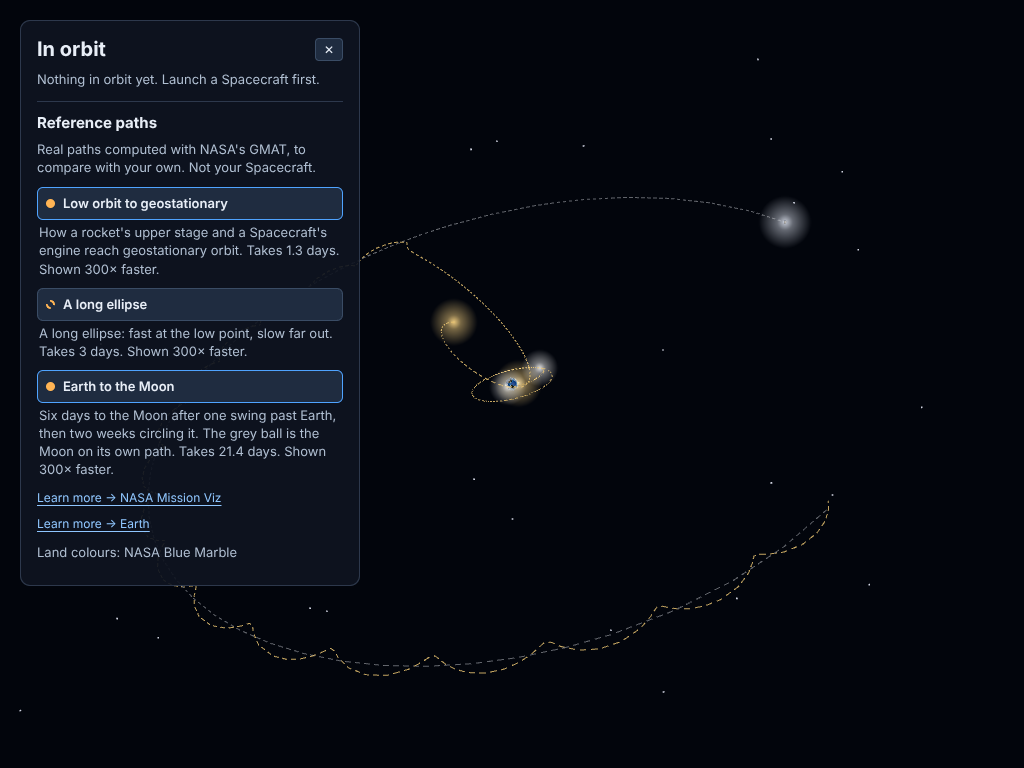 In orbit
✕
Nothing in orbit yet. Launch a Spacecraft first.
Reference paths
Real paths computed with NASA's GMAT, to
compare with your own. Not your Spacecraft.
Low orbit to geostationary
How a rocket's upper stage and a Spacecraft's
engine reach geostationary orbit. Takes 1.3 days.
Shown 300× faster.
A long ellipse
A long ellipse: fast at the low point, slow far out.
Takes 3 days. Shown 300× faster.
Earth to the Moon
Six days to the Moon after one swing past Earth,
then two weeks circling it. The grey ball is the
Moon on its own path. Takes 21.4 days. Shown
300× faster.
Learn more → NASA Mission Viz
Learn more → Earth
Land colours: NASA Blue Marble